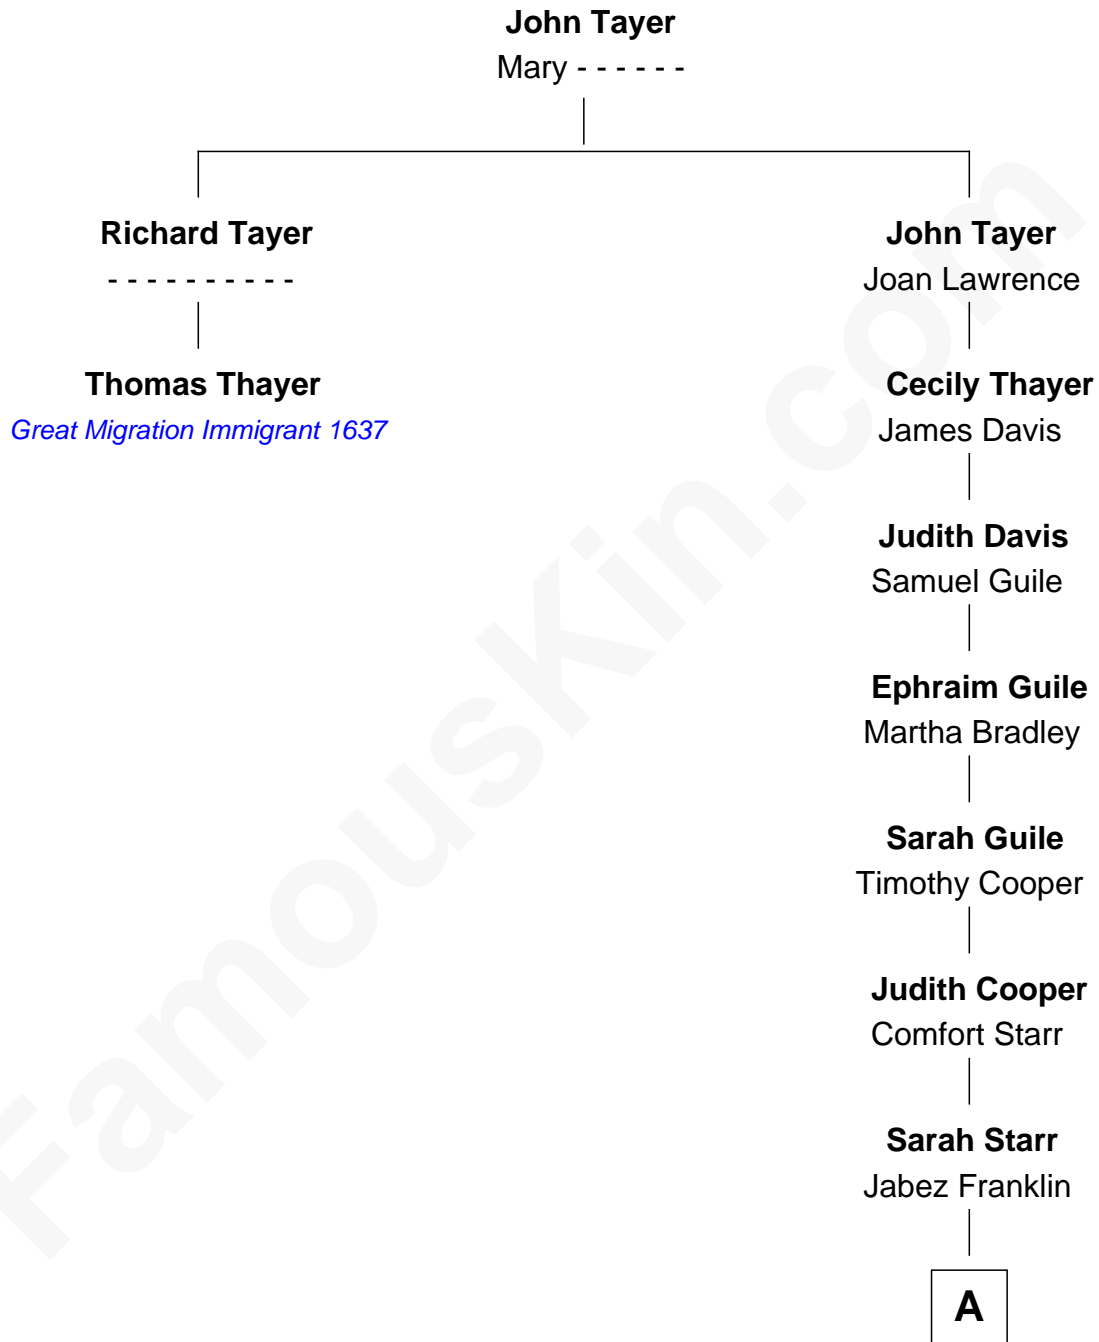 John Tayer
Mary - - - - - -
Richard Tayer
- - - - - - - - - -
Thomas Thayer
Great Migration Immigrant 1637
John Tayer
Joan Lawrence
Cecily Thayer
James Davis
Judith Davis
Samuel Guile
Ephraim Guile
Martha Bradley
Sarah Guile
Timothy Cooper
Judith Cooper
Comfort Starr
Sarah Starr
Jabez Franklin
A
FamousKin.com